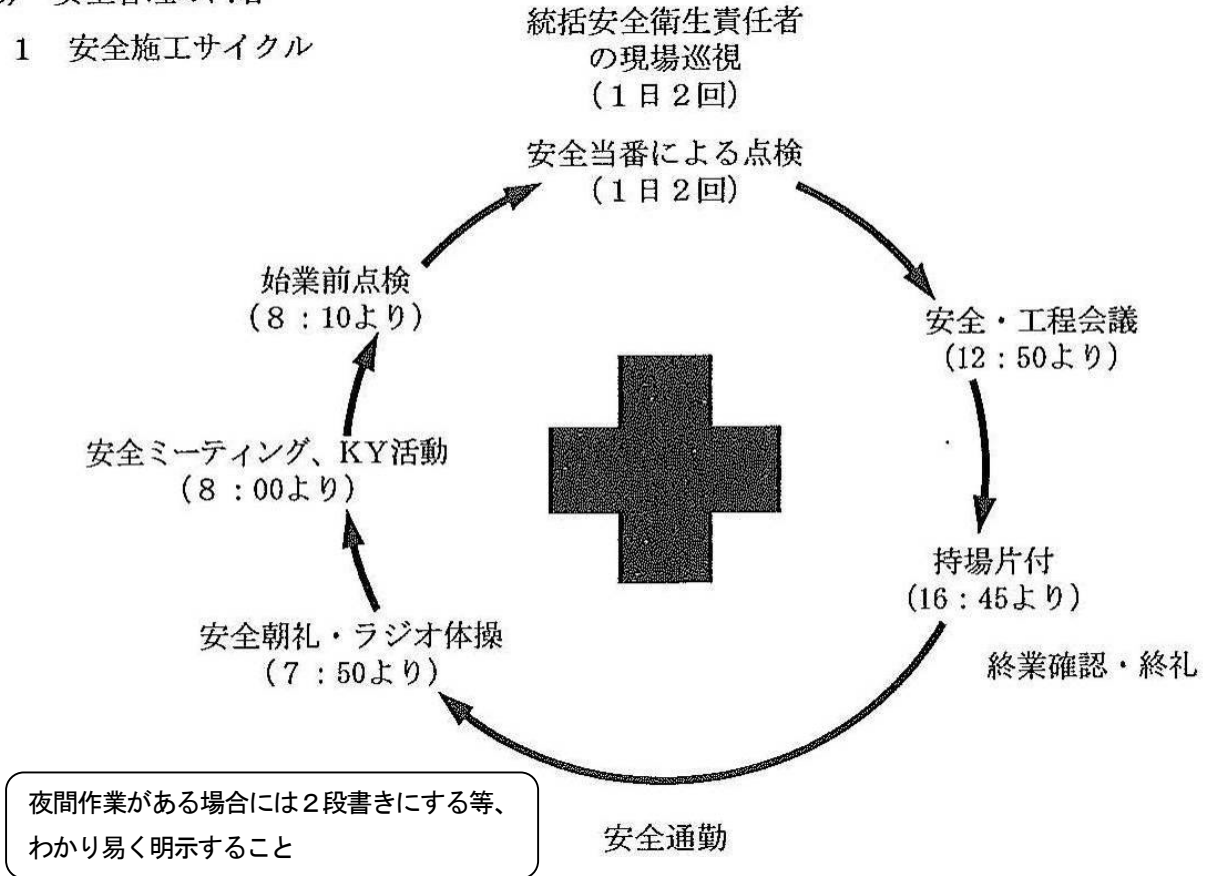 1 安全施工サイクル
統括安全衛生責任者
の現場巡視
(1日2回)
安全当番による点検
(1日2回)
始業前点検
(8:10より)
安全・工程会議
(12:50より)
安全ミーティング、KY活動
(8:00より)
持場片付
(16:45より)
安全朝礼・ラジオ体操
(7:50より)
終業確認・終礼
夜間作業がある場合には2段書きにする等、
わかり易く明示すること
安全通勤